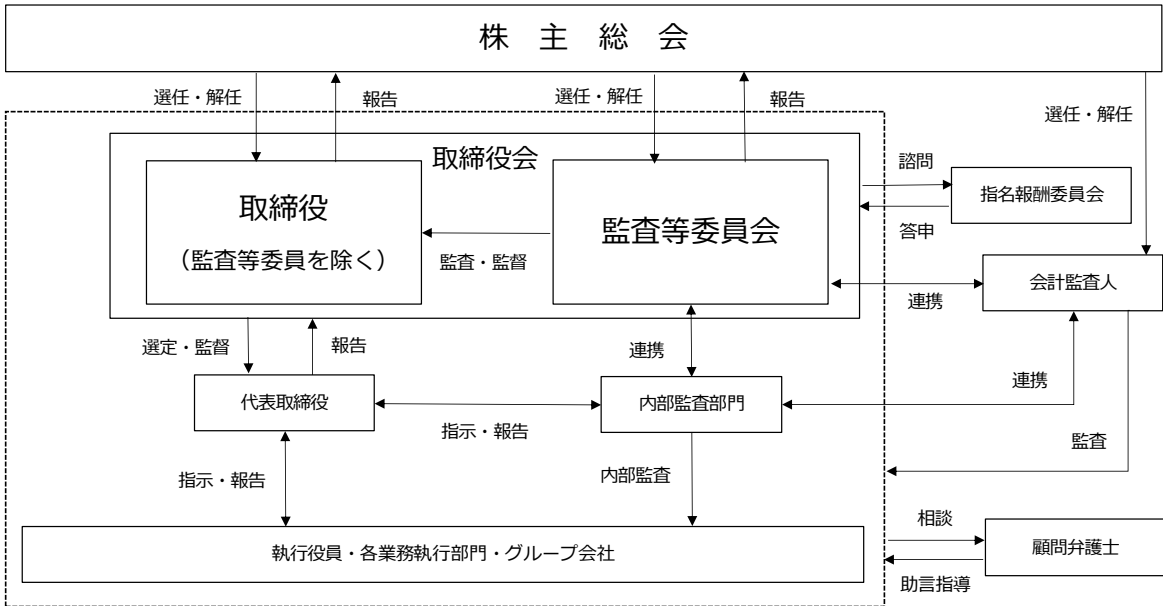 株 主 総 会
選任・解任
報告
選任・解任
報告
選任・解任
取締役会
取締役
（監査等委員を除く）
監査・監督
監査等委員会
諮問
指名報酬委員会
答申
会計監査人
連携
選定・監督
報告
連携
連携
代表取締役
指示・報告
内部監査部門
監査
指示・報告
内部監査
執行役員・各業務執行部門・グループ会社
相談
顧問弁護士
助言指導